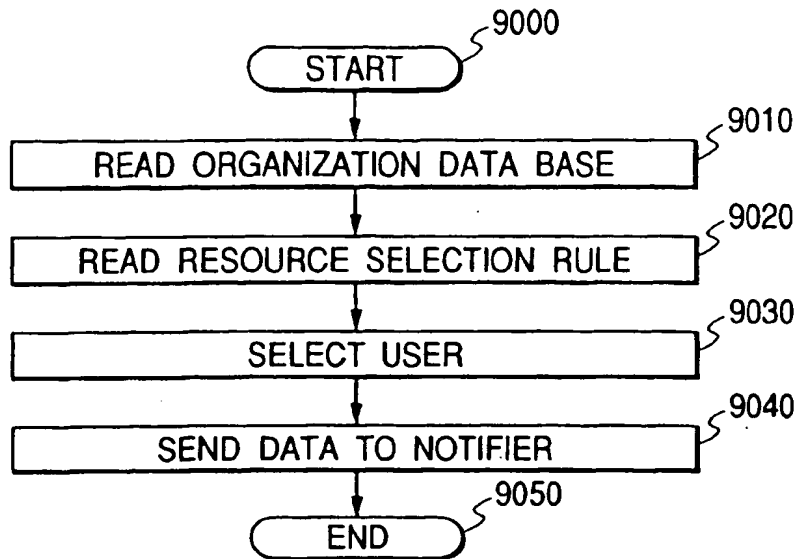 9000
START
9010
READ ORGANIZATION DATA BASE
9020
READ RESOURCE SELECTION RULE
9030
SELECT USER
9040
SEND DATA TO NOTIFIER
9050
END